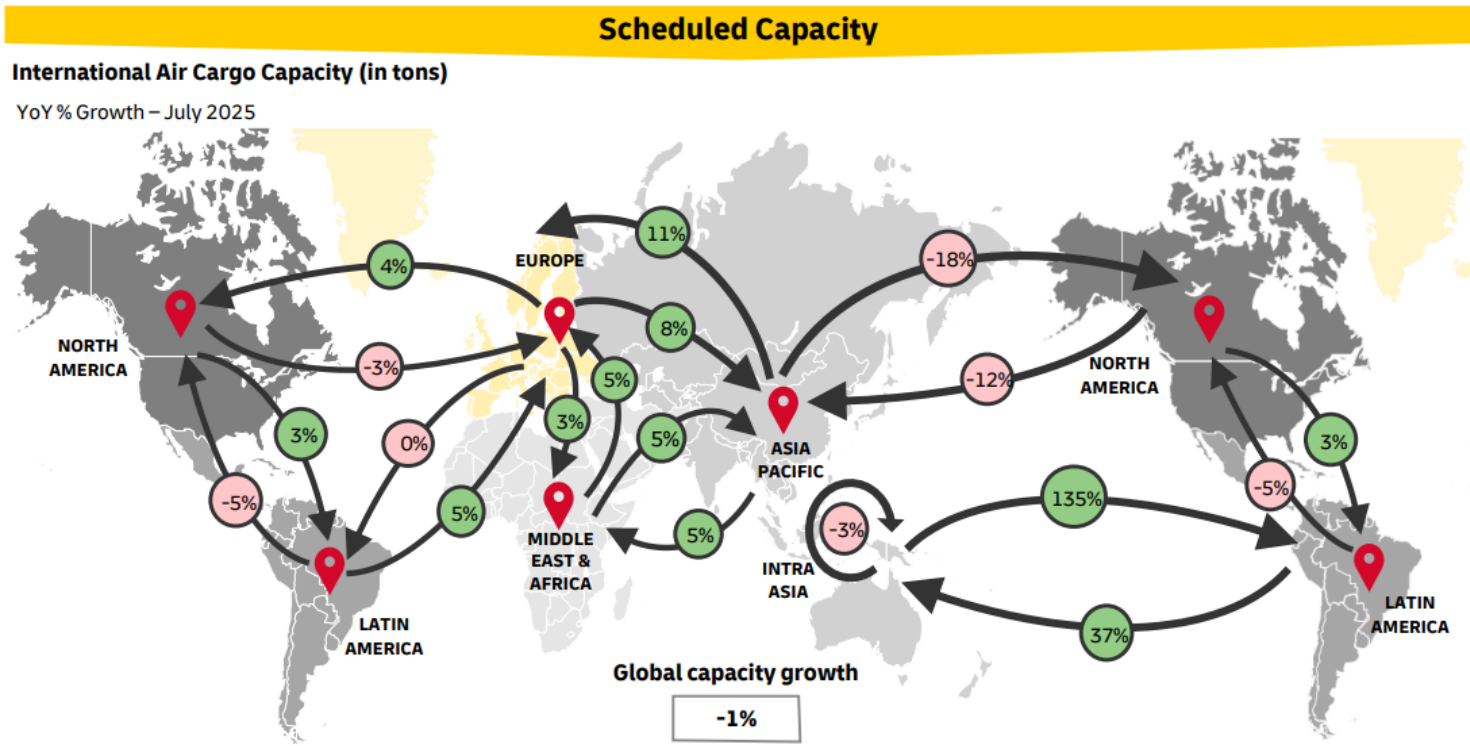 Scheduled Capacity
International Air Cargo Capacity (in tons)
YoY % Growth – July 2025
11%
-18%
EUROPE
4%
8%
NORTH
AMERICA
-3%
5%
-12%
NORTH
AMERICA
3%
0%
3%
5%
ASIA
PACIFIC
3%
-5%
5%
5%
-3%
135%
-5%
MIDDLE
EAST &
AFRICA
INTRA
ASIA
LATIN
AMERICA
37%
LATIN
AMERICA
Global capacity growth
-1%